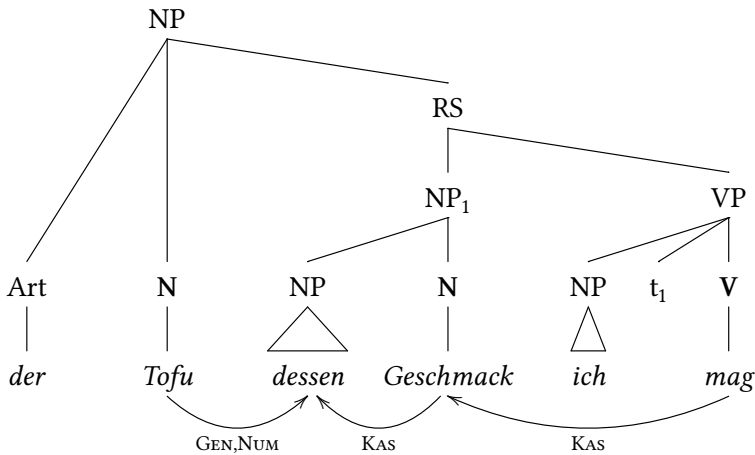 NP
RS
NP₁ VP
Art N NP N NP t₁ V
der Tofu dessen Geschmack ich mag
Gen,Num Kas Kas